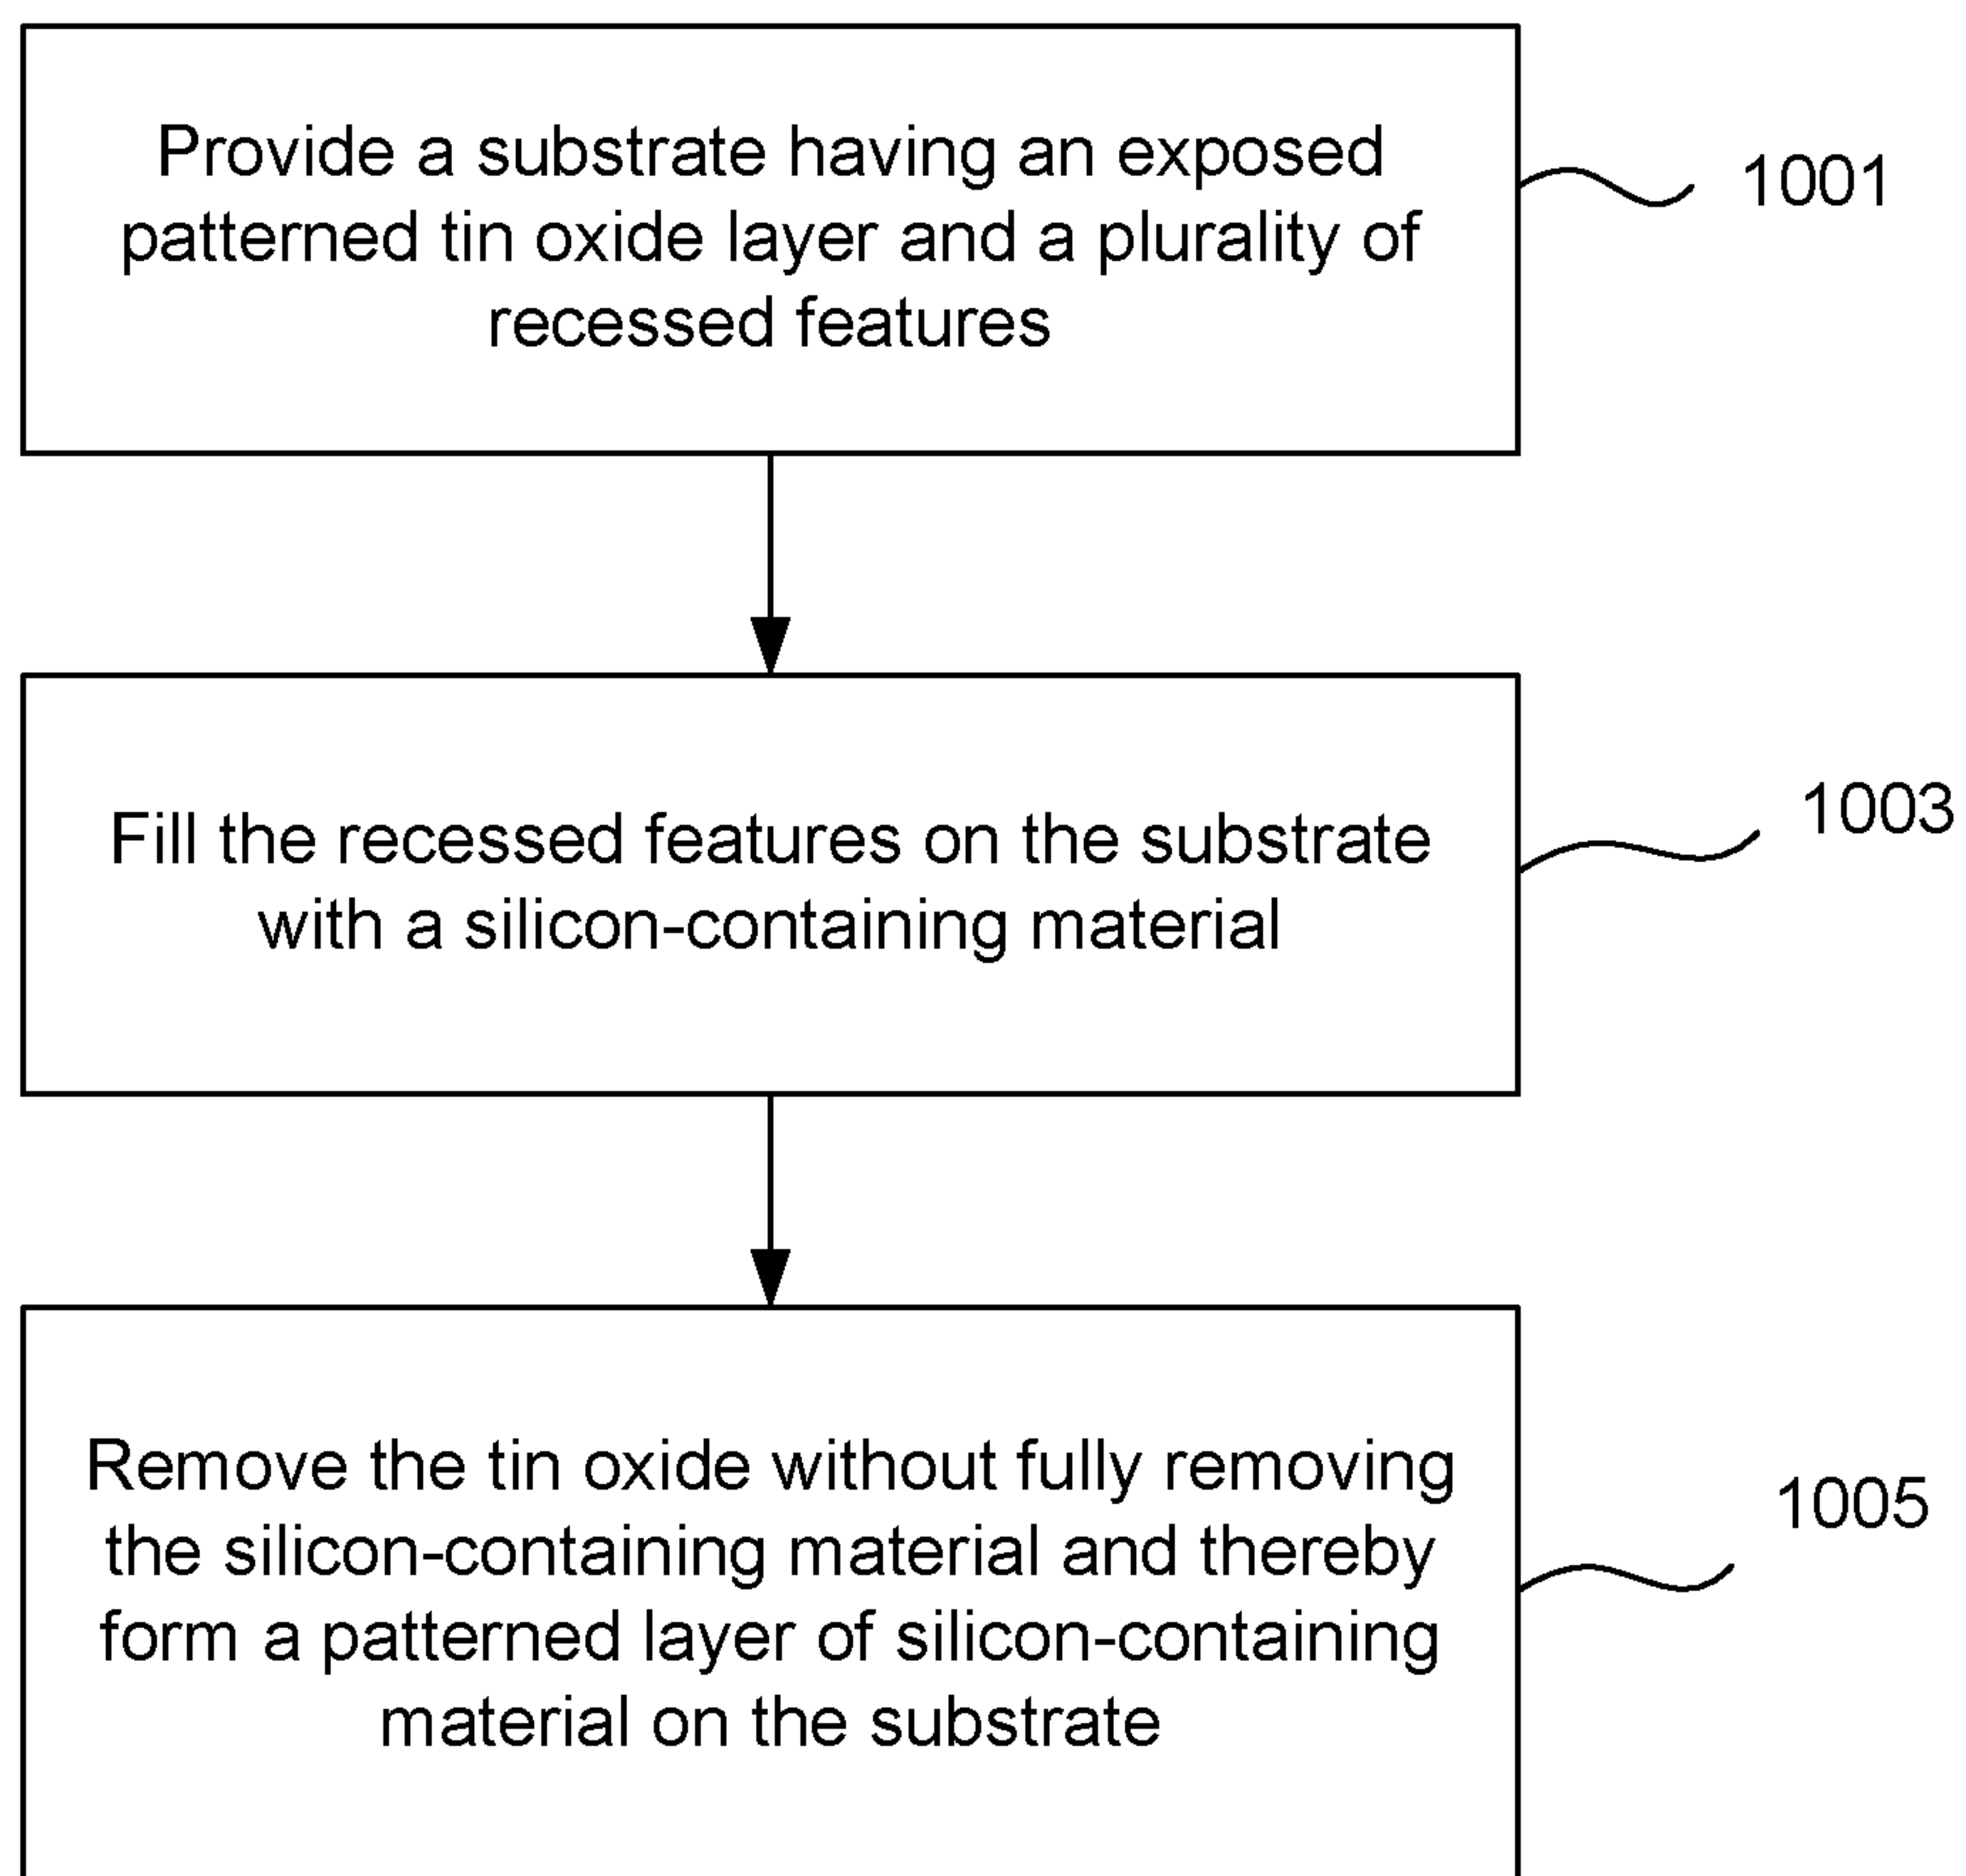 Provide a substrate having an exposed
patterned tin oxide layer and a plurality of
recessed features
1001
Fill the recessed features on the substrate
with a silicon-containing material
1003
Remove the tin oxide without fully removing
the silicon-containing material and thereby
form a patterned layer of silicon-containing
material on the substrate
1005